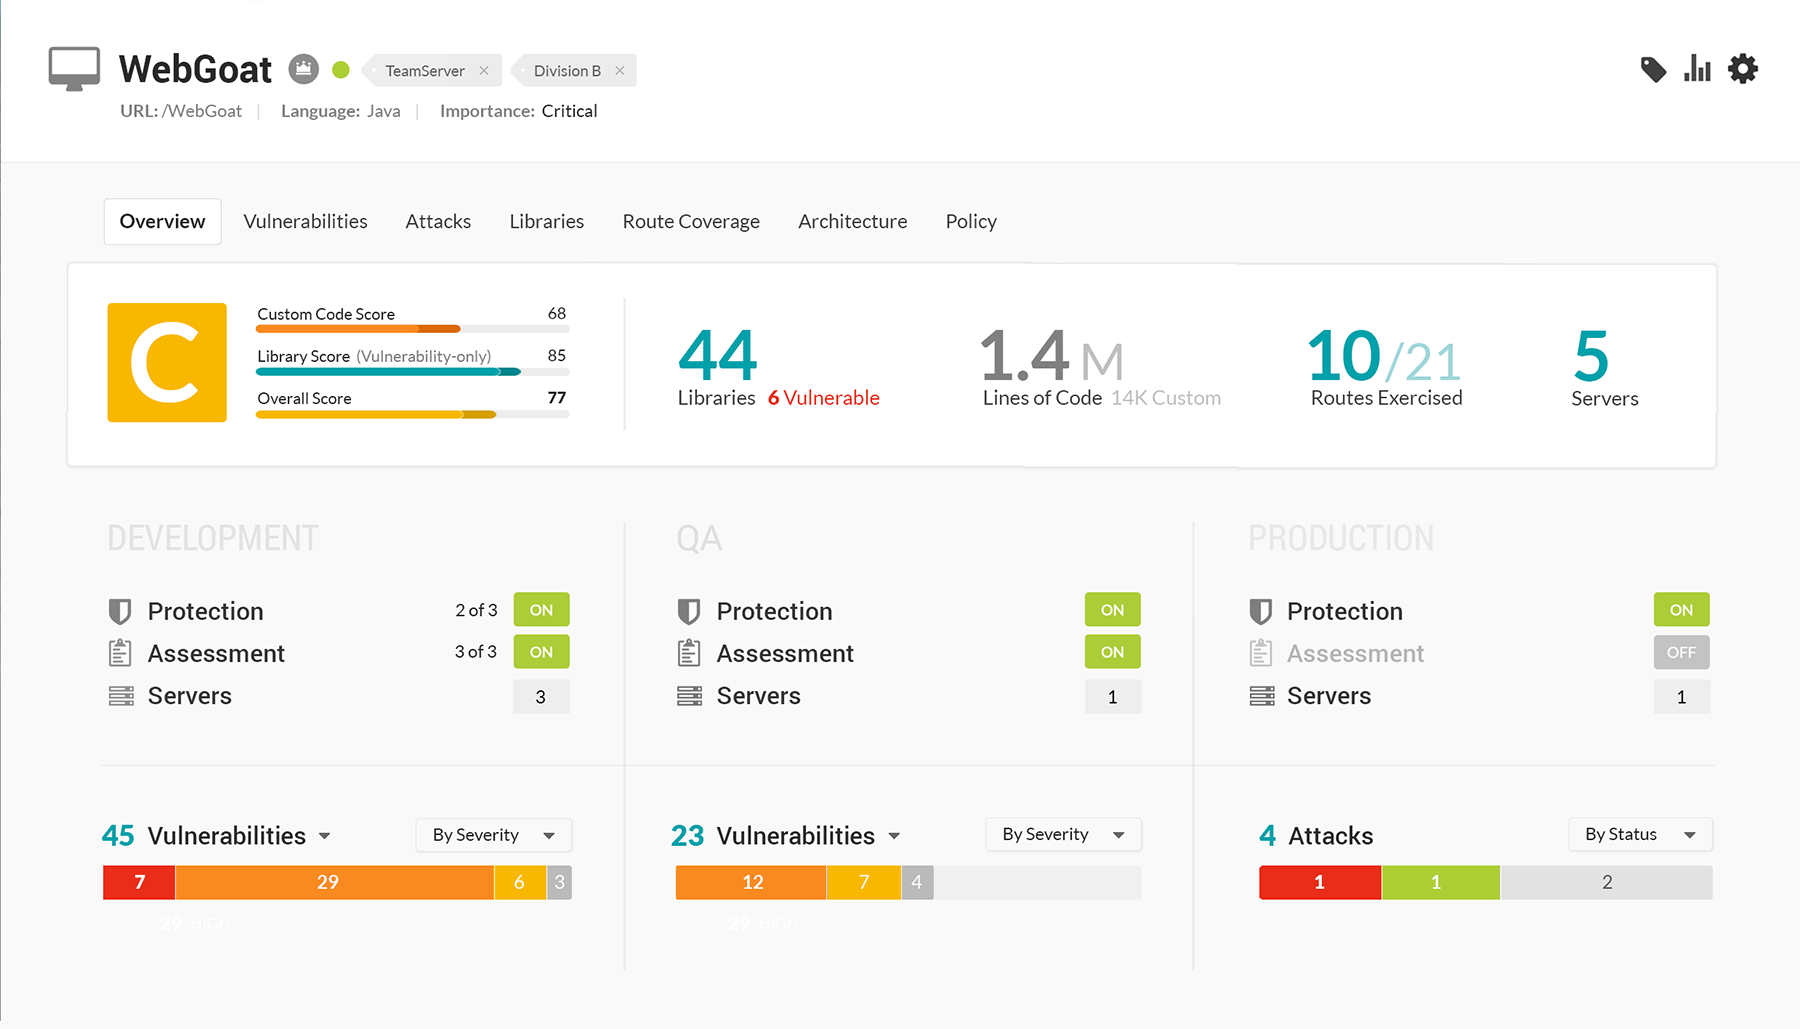 WebGoat TeamServer × Division B ×
URL: /WebGoat | Language: Java | Importance: Critical
Overview Vulnerabilities Attacks Libraries Route Coverage Architecture Policy
C
Custom Code Score 68
Library Score (Vulnerability-only) 85
Overall Score 77
44
Libraries 6 Vulnerable
1.4 M
Lines of Code 14K Custom
10/21
Routes Exercised
5
Servers
DEVELOPMENT
Protection 2 of 3 ON
Assessment 3 of 3 ON
Servers 3
45 Vulnerabilities By Severity
7 29 6 3
29 HIGH
QA
Protection ON
Assessment ON
Servers 1
23 Vulnerabilities By Severity
12 7 4
29 HIGH
PRODUCTION
Protection ON
Assessment OFF
Servers 1
4 Attacks By Status
1 1 2